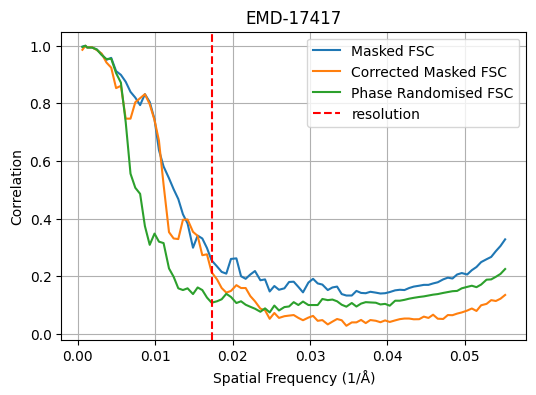 EMD-17417
Masked FSC
Corrected Masked FSC
Phase Randomised FSC
resolution
Correlation
1.0
0.8
0.6
0.4
0.2
0.0
0.00 0.01 0.02 0.03 0.04 0.05
Spatial Frequency (1/Å)